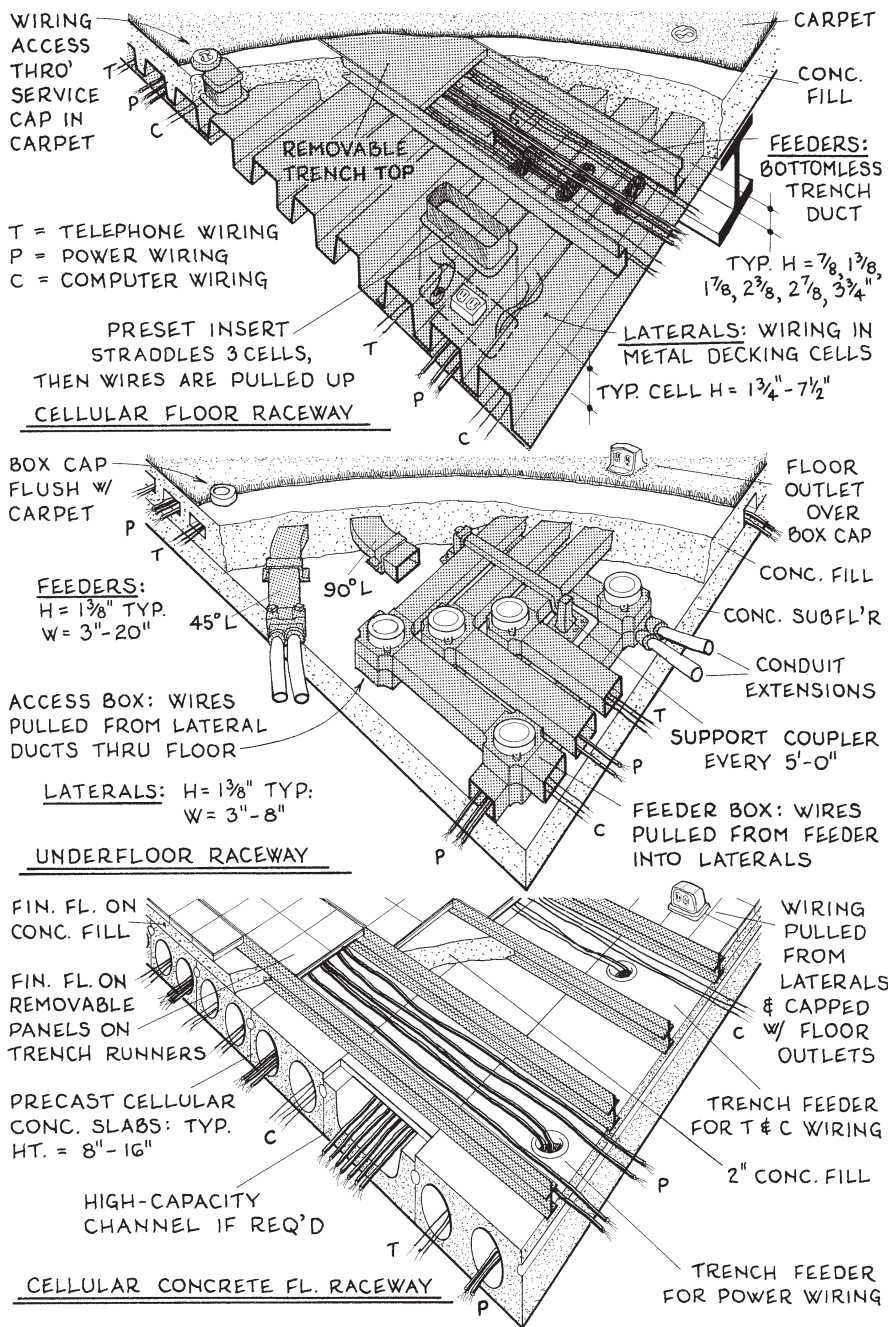 WIRING
ACCESS
THRO'
SERVICE
CAP IN
CARPET
T
P
C
CARPET
CONC.
FILL
REMOVABLE
TRENCH TOP
FEEDERS:
BOTTOMLESS
TRENCH
DUCT
T = TELEPHONE WIRING
P = POWER WIRING
C = COMPUTER WIRING
TYP. H = 7/8, 1 3/8,
1 7/8, 2 3/8, 2 7/8, 3 3/4"
PRESET INSERT
STRADDLES 3 CELLS,
THEN WIRES ARE PULLED UP
T
P
C
LATERALS: WIRING IN
METAL DECKING CELLS
TYP. CELL H = 1 3/4" - 7 1/2"
CELLULAR FLOOR RACEWAY
BOX CAP
FLUSH W/
CARPET
P
T
FLOOR
OUTLET
OVER
BOX CAP
CONC. FILL
CONC. SUBFL'R
CONDUIT
EXTENSIONS
FEEDERS:
H = 1 3/8" TYP.
W = 3" - 20"
45° L
90° L
ACCESS BOX: WIRES
PULLED FROM LATERAL
DUCTS THRU FLOOR
T
P
C
P
SUPPORT COUPLER
EVERY 5'-0"
LATERALS: H = 1 3/8" TYP:
W = 3" - 8"
FEEDER BOX: WIRES
PULLED FROM FEEDER
INTO LATERALS
UNDERFLOOR RACEWAY
FIN. FL. ON
CONC. FILL
FIN. FL. ON
REMOVABLE
PANELS ON
TRENCH RUNNERS
PRECAST CELLULAR
CONC. SLABS: TYP.
HT. = 8" - 16"
C
HIGH-CAPACITY
CHANNEL IF REQ'D
T
P
WIRING
PULLED
FROM
LATERALS
& CAPPED
W/ FLOOR
OUTLETS
C
TRENCH FEEDER
FOR T & C WIRING
2" CONC. FILL
P
TRENCH FEEDER
FOR POWER WIRING
CELLULAR CONCRETE FL. RACEWAY